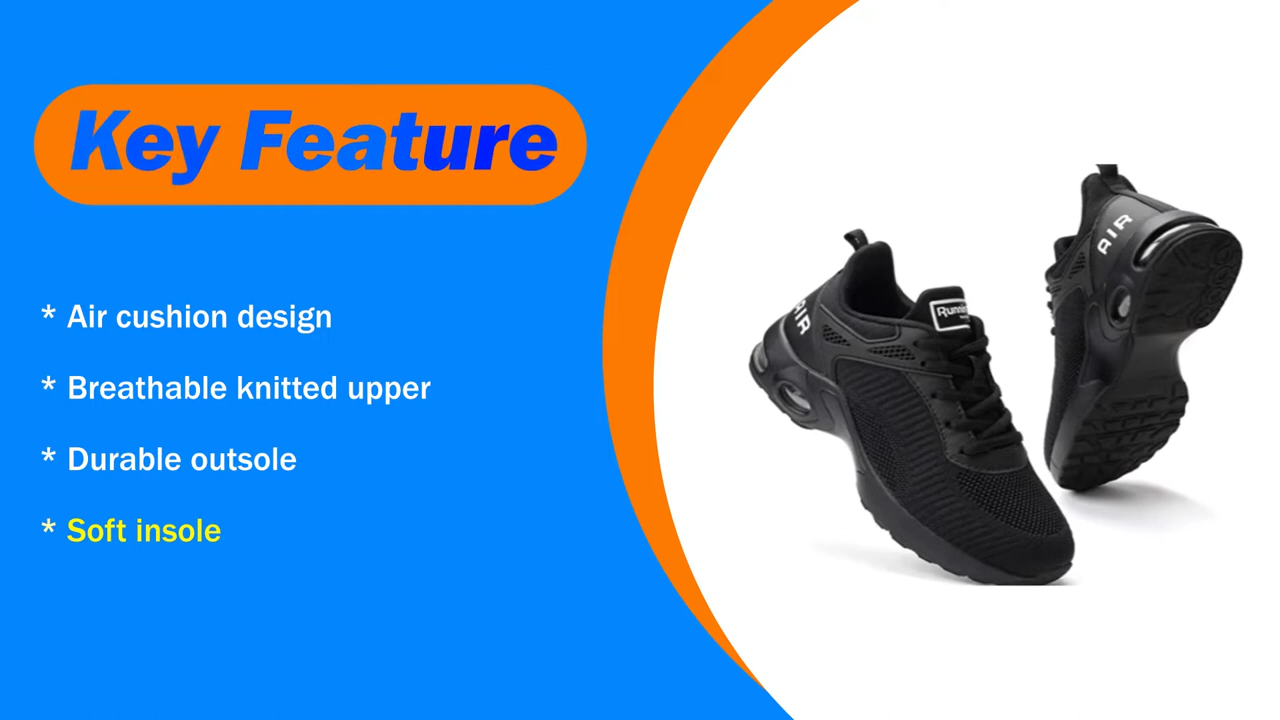 Key Feature
* Air cushion design
* Breathable knitted upper
* Durable outsole
* Soft insole
AIR
AIR